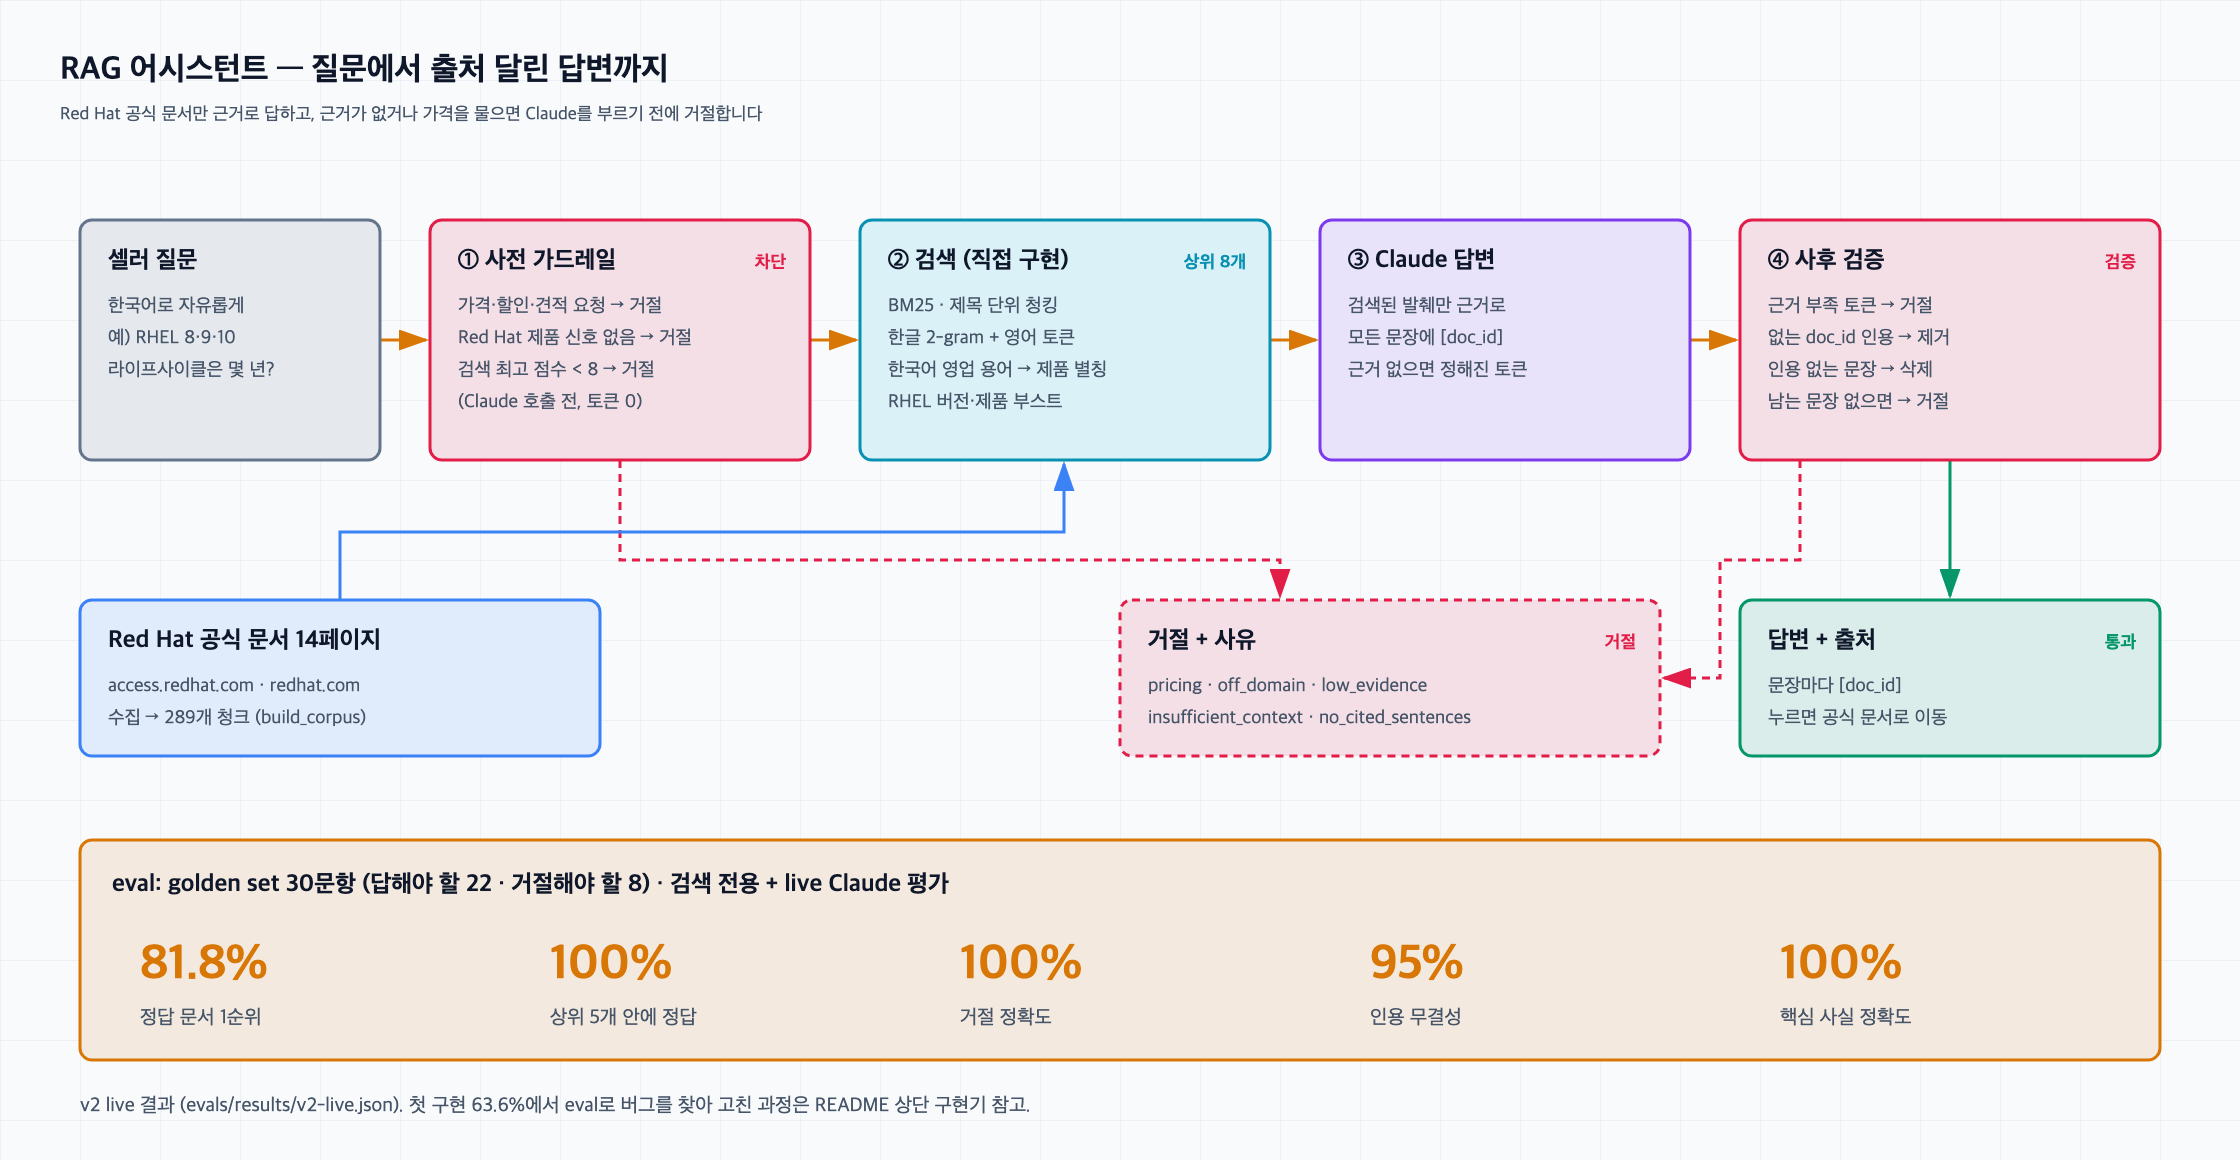 RAG 어시스턴트 — 질문에서 출처 달린 답변까지
Red Hat 공식 문서만 근거로 답하고, 근거가 없거나 가격을 물으면 Claude를 부르기 전에 거절합니다
셀러 질문
한국어로 자유롭게
예) RHEL 8·9·10
라이프사이클은 몇 년?
① 사전 가드레일
차단
가격·할인·견적 요청 → 거절
Red Hat 제품 신호 없음 → 거절
검색 최고 점수 < 8 → 거절
(Claude 호출 전, 토큰 0)
② 검색 (직접 구현)
상위 8개
BM25 · 제목 단위 청킹
한글 2-gram + 영어 토큰
한국어 영업 용어 → 제품 별칭
RHEL 버전·제품 부스트
③ Claude 답변
검색된 발췌만 근거로
모든 문장에 [doc_id]
근거 없으면 정해진 토큰
④ 사후 검증
검증
근거 부족 토큰 → 거절
없는 doc_id 인용 → 제거
인용 없는 문장 → 삭제
남는 문장 없으면 → 거절
Red Hat 공식 문서 14페이지
access.redhat.com · redhat.com
수집 → 289개 청크 (build_corpus)
거절 + 사유
거절
pricing · off_domain · low_evidence
insufficient_context · no_cited_sentences
답변 + 출처
통과
문장마다 [doc_id]
누르면 공식 문서로 이동
eval: golden set 30문항 (답해야 할 22 · 거절해야 할 8) · 검색 전용 + live Claude 평가
81.8%
정답 문서 1순위
100%
상위 5개 안에 정답
100%
거절 정확도
95%
인용 무결성
100%
핵심 사실 정확도
v2 live 결과 (evals/results/v2-live.json). 첫 구현 63.6%에서 eval로 버그를 찾아 고친 과정은 README 상단 구현기 참고.